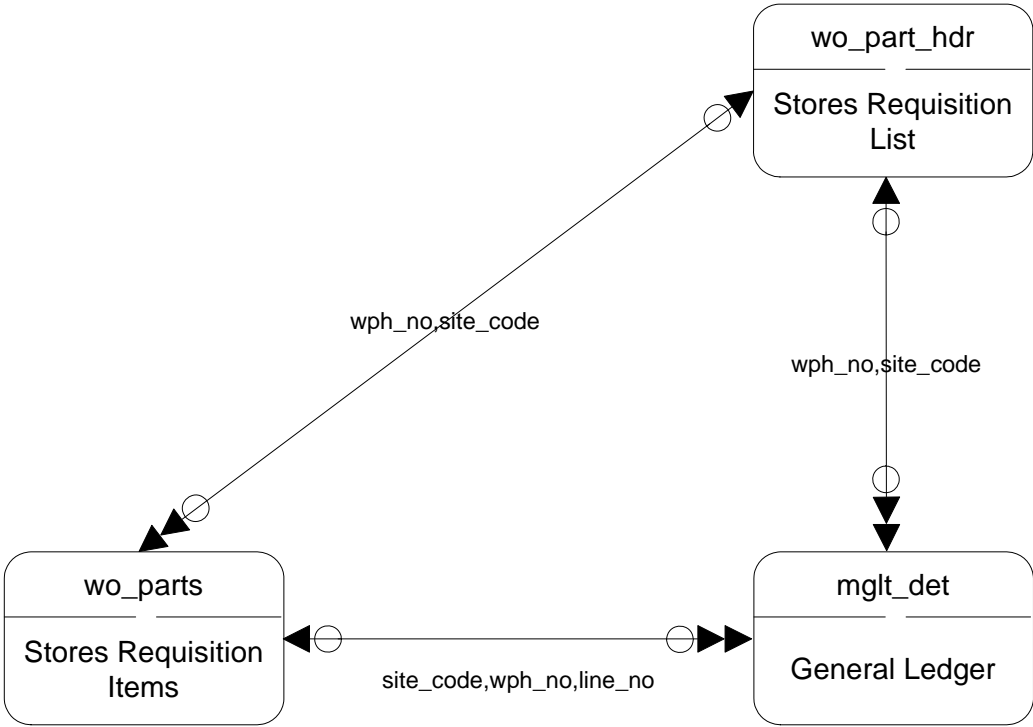 wo_part_hdr
Stores Requisition
List
wph_no,site_code
wph_no,site_code
wo_parts
Stores Requisition
Items
site_code,wph_no,line_no
mglt_det
General Ledger